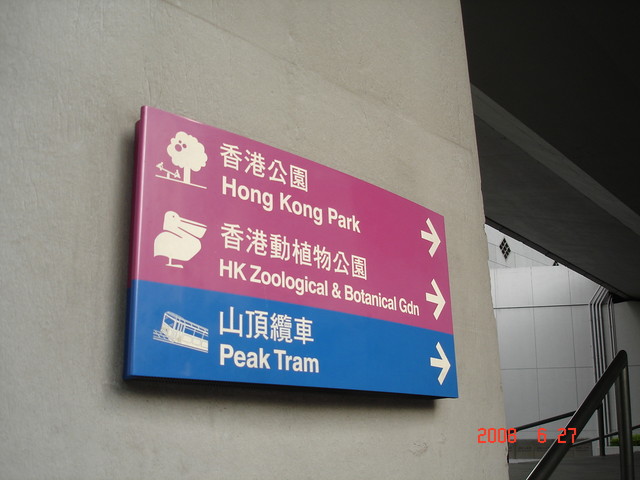 香港公園
Hong Kong Park
香港動植物公園
HK Zoological & Botanical Gdn
山頂纜車
Peak Tram
2008 6 27